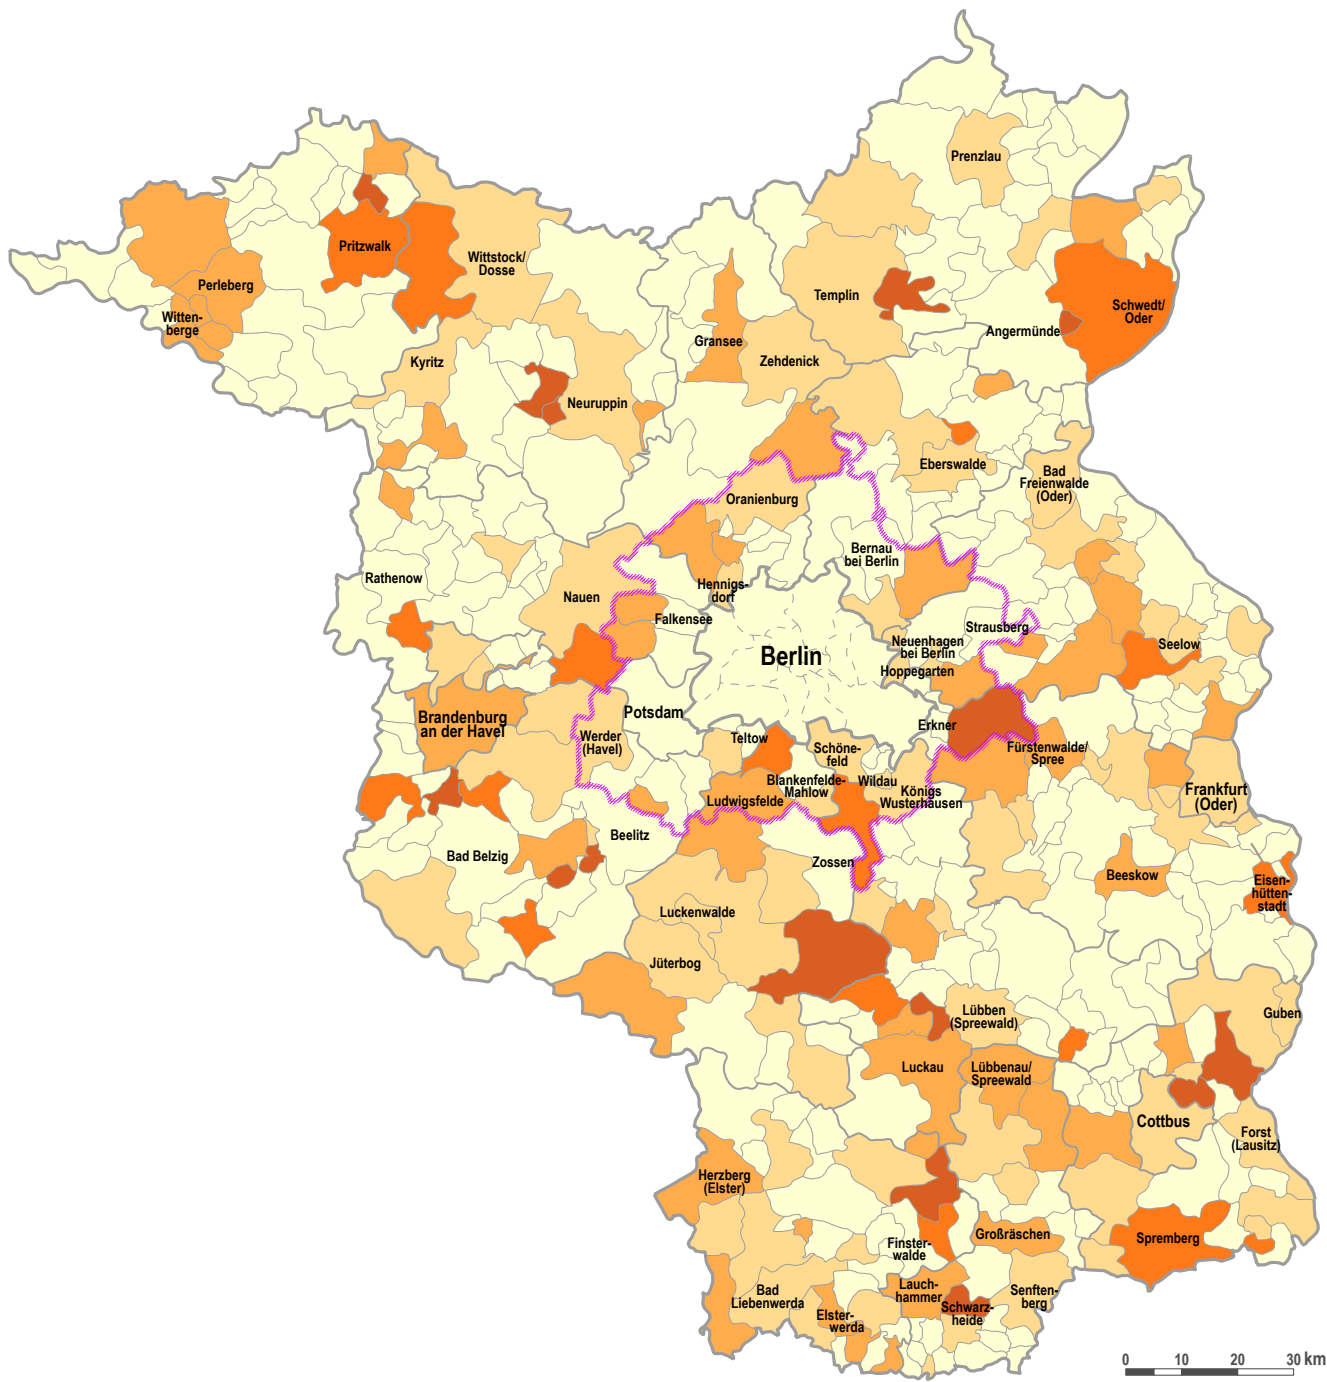 Prenzlau
Pritzwalk
Wittstock/
Dosse
Perleberg
Witten-
berge
Templin
Schwedt/
Oder
Angermünde
Gransee
Zehdenick
Kyritz
Neuruppin
Eberswalde
Bad
Freienwalde
(Oder)
Oranienburg
Bernau
bei Berlin
Rathenow
Hennigs-
dorf
Nauen
Falkensee
Strausberg
Neuenhagen
bei Berlin
Seelow
Berlin
Hoppegarten
Brandenburg
an der Havel
Potsdam
Erkner
Werder
(Havel)
Teltow
Schöne-
feld
Fürstenwalde/
Spree
Blankenfelde-
Mahlow
Wildau
Königs
Wusterhausen
Ludwigsfelde
Frankfurt
(Oder)
Beelitz
Bad Belzig
Zossen
Beeskow
Eisen-
hütten-
stadt
Luckenwalde
Jüterbog
Lübben
(Spreewald)
Guben
Luckau
Lübbenau/
Spreewald
Cottbus
Forst
(Lausitz)
Herzberg
(Elster)
Großräschen
Spremberg
Finster-
walde
Bad
Liebenwerda
Lauch-
hammer
Senften-
berg
Schwarz-
heide
Elster-
werda
0 10 20 30 km